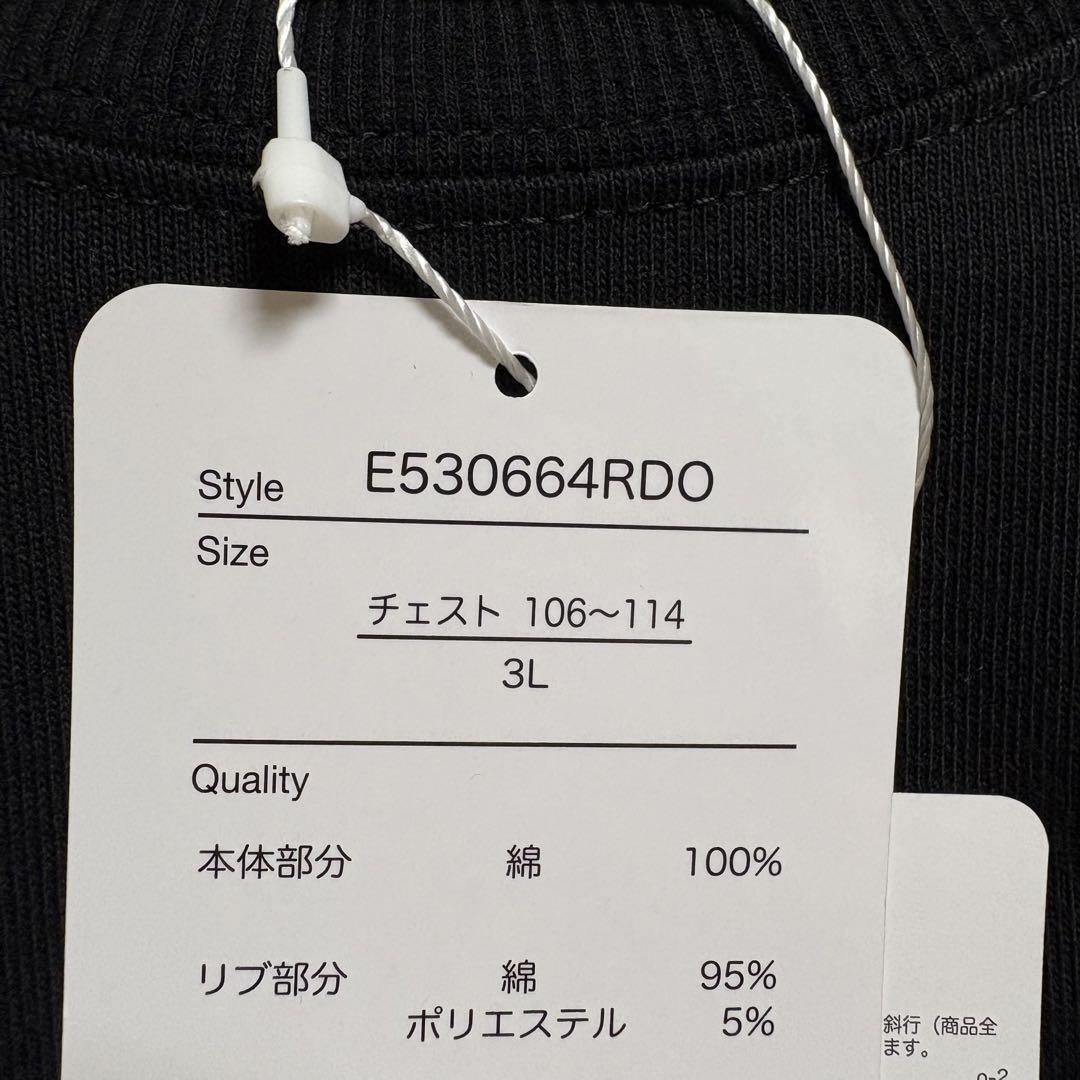 Style E530664RDO
Size
チェスト 106〜114
3L
Quality
本体部分 綿 100%
リブ部分 綿 95%
ポリエステル 5%
斜行（商品全
ます。